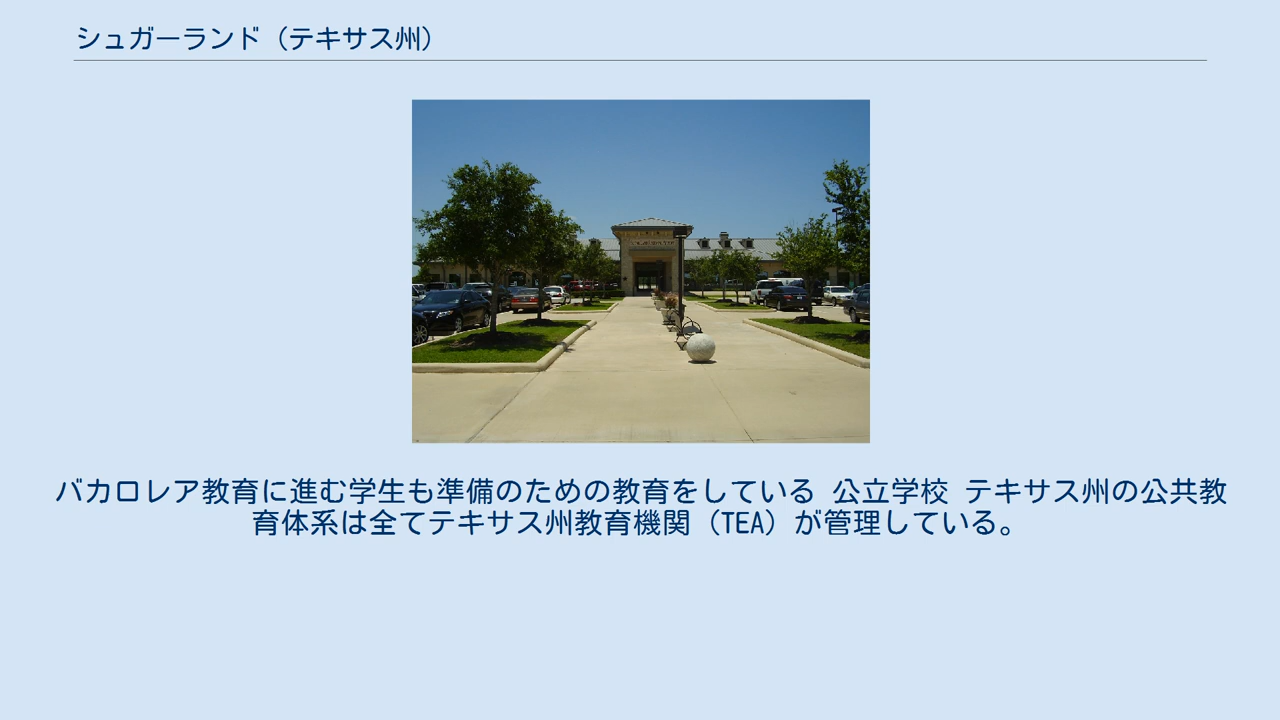 シュガーランド（テキサス州）
バカロレア教育に進む学生も準備のための教育をしている 公立学校 テキサス州の公共教
育体系は全てテキサス州教育機関（TEA）が管理している。